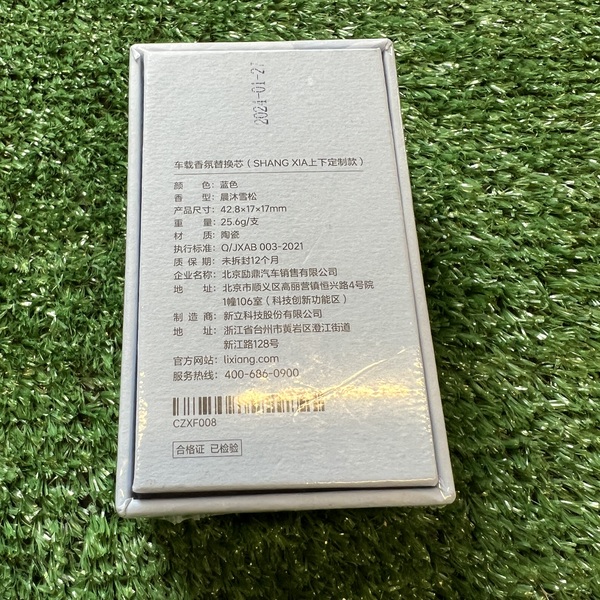 2024-01-27
车载香氛替换芯（SHANG XIA上下定制款）
颜 色：蓝色
香 型：晨沐雪松
产品尺寸：42.8×17×17mm
重 量：25.6g/支
材 质：陶瓷
执行标准：Q/JXAB 003-2021
质 保 期：未拆封12个月
企业名称：北京励鼎汽车销售有限公司
地 址：北京市顺义区高丽营镇恒兴路4号院
1幢106室（科技创新功能区）
制 造 商：新立科技股份有限公司
地 址：浙江省台州市黄岩区澄江街道
新江路128号
官方网站：lixiang.com
服务热线：400-686-0900
CZXF008
合格证 已检验